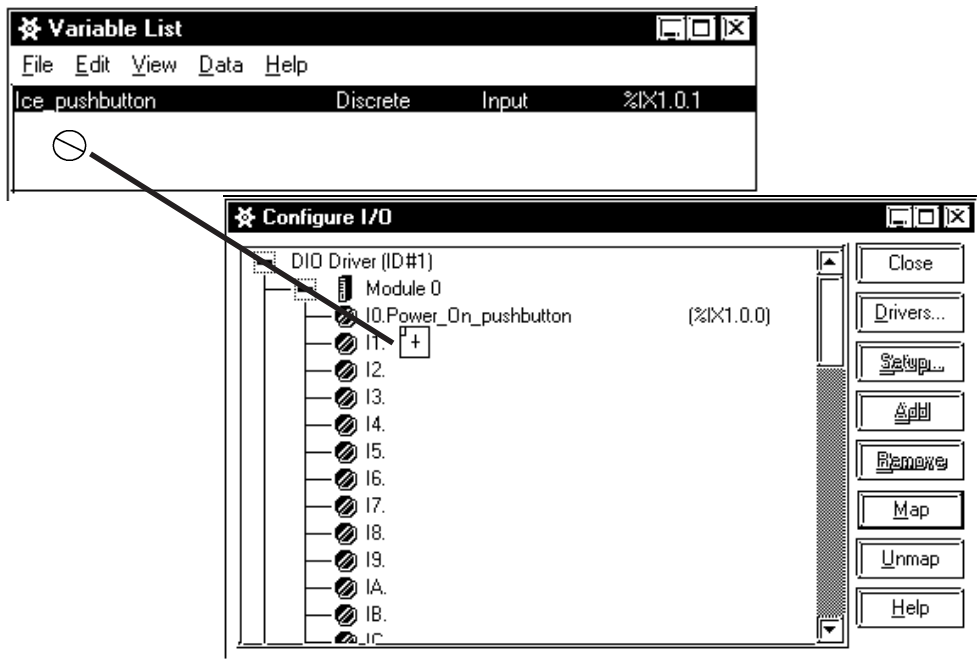 Variable List
File Edit View Data Help
Ice_pushbutton Discrete Input %IX1.0.1
Configure I/O
DIO Driver (ID#1)
Module 0
I0.Power_On_pushbutton (%IX1.0.0)
I1.
I2.
I3.
I4.
I5.
I6.
I7.
I8.
I9.
IA.
IB.
IC
Close
Drivers...
Setup...
Add
Remove
Map
Unmap
Help